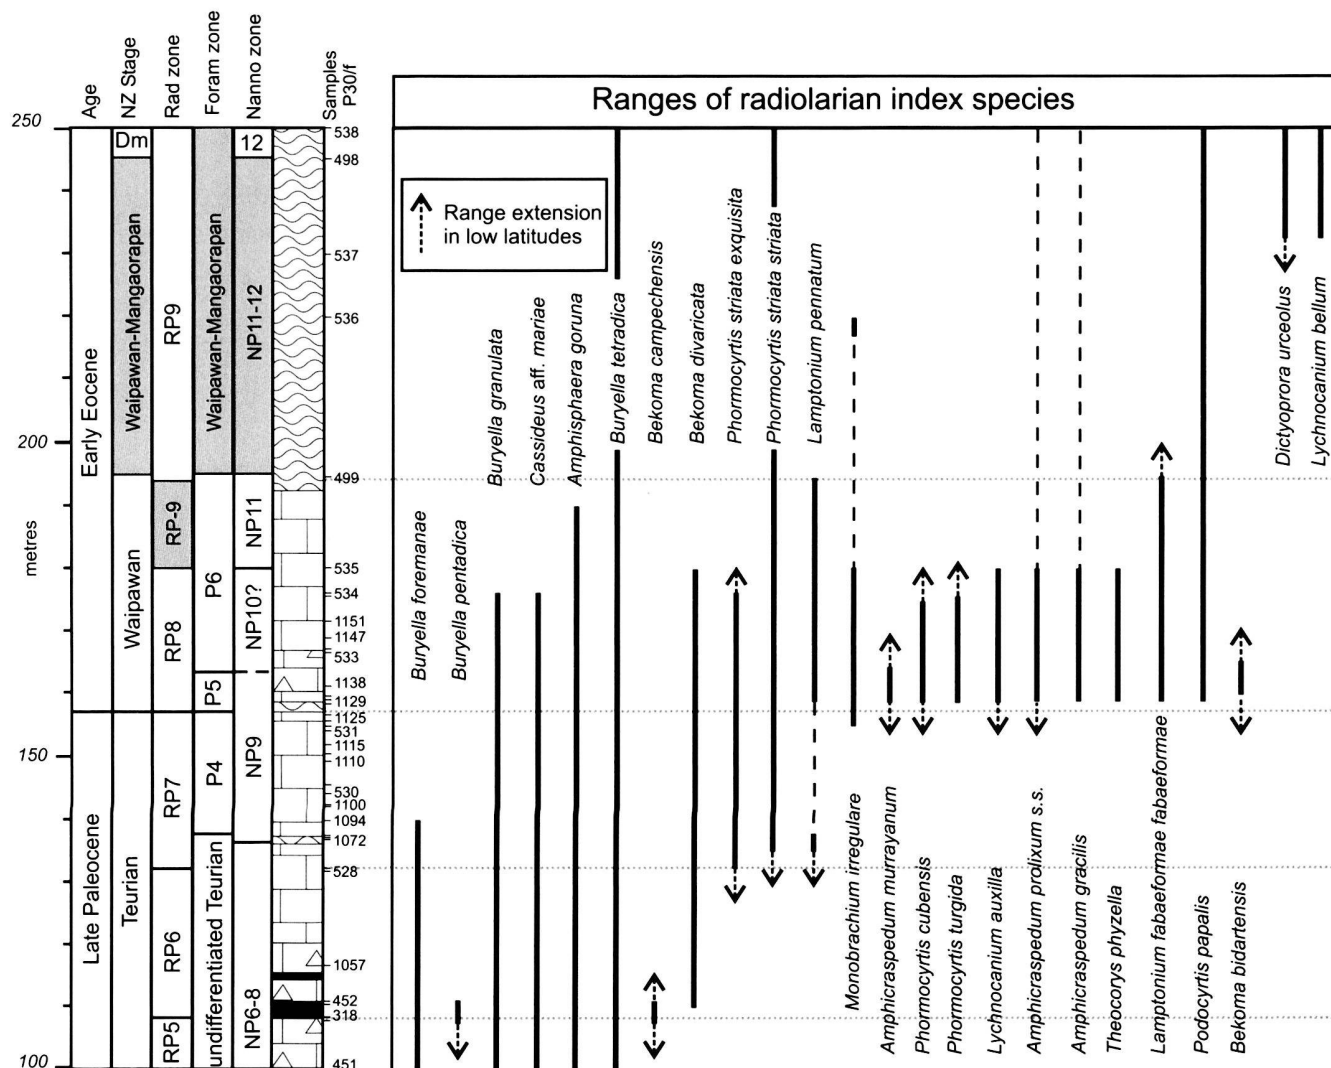 Age
NZ Stage
Rad zone
Foram zone
Nanno zone
Samples
P30/f
Ranges of radiolarian index species
250
200
metres
150
100
Early Eocene
Late Paleocene
Dm
Waipawan-Mangaorapan
Waipawan
Teurian
RP9
RP-9
RP8
RP7
RP6
RP5
Waipawan-Mangaorapan
P6
P5
P4
undifferentiated Teurian
12
NP11-12
NP11
NP10?
NP9
NP6-8
538
498
537
536
499
535
534
1151
1147
533
1138
1129
1125
531
1115
1110
530
1100
1094
1072
528
1057
452
318
451
Range extension
in low latitudes
Buryella foremanae
Buryella pentadica
Buryella granulata
Cassideus aff. mariae
Amphisphaera goruna
Buryella tetradica
Bekoma campechensis
Bekoma divaricata
Phormocyrtis striata exquisita
Phormocyrtis striata striata
Lamptonium pennatum
Monobrachium irregulare
Amphicraspedum murrayanum
Phormocyrtis cubensis
Phormocyrtis turgida
Lychnocanium auxilla
Amphicraspedum prolixum s.s.
Amphicraspedum gracilis
Theocorys phyzella
Lamptonium fabaeformae fabaeformae
Podocyrtis papalis
Bekoma bidartensis
Dictyoprora urceolus
Lychnocanium bellum